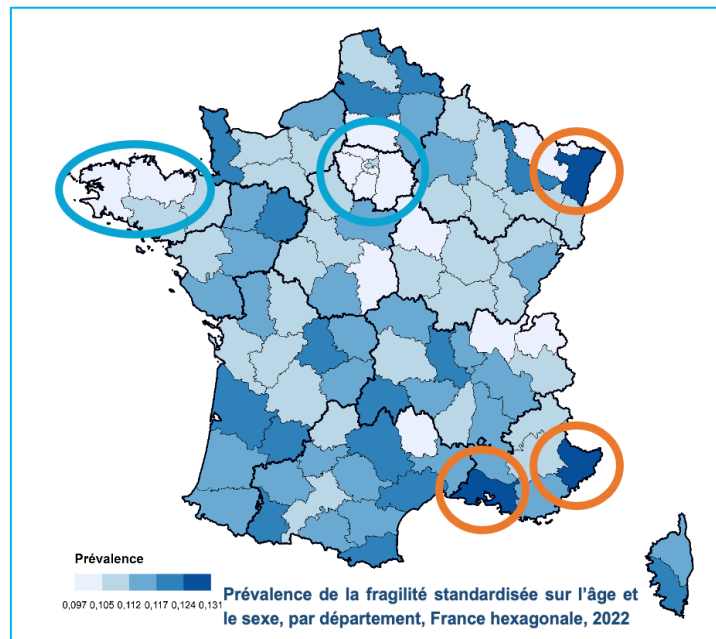 Prévalence
0,097 0,105 0,112 0,117 0,124 0,131
Prévalence de la fragilité standardisée sur l'âge et
le sexe, par département, France hexagonale, 2022